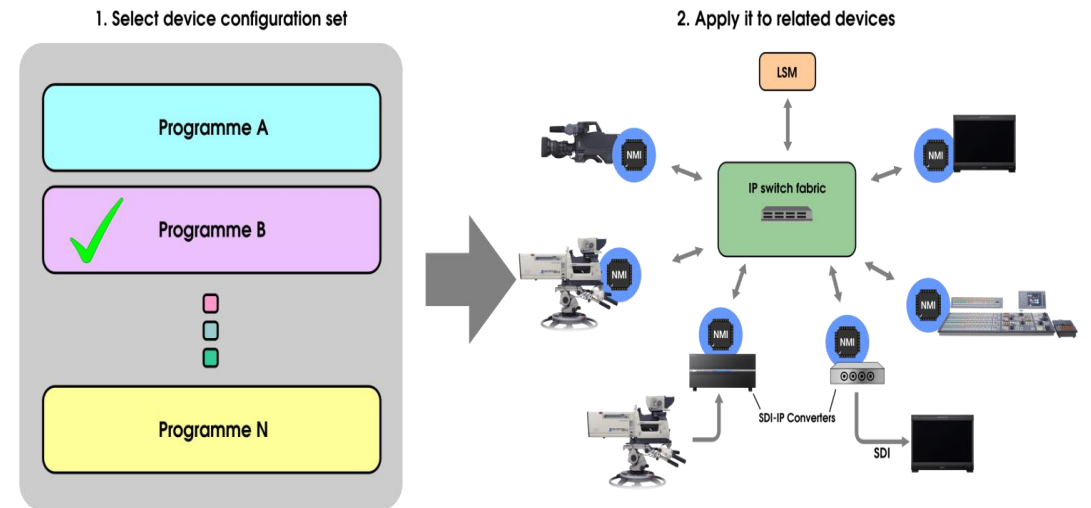 1. Select device configuration set
Programme A
Programme B
Programme N
2. Apply it to related devices
LSM
NMI
NMI
IP switch fabric
NMI
NMI
NMI
NMI
SDI-IP Converters
SDI